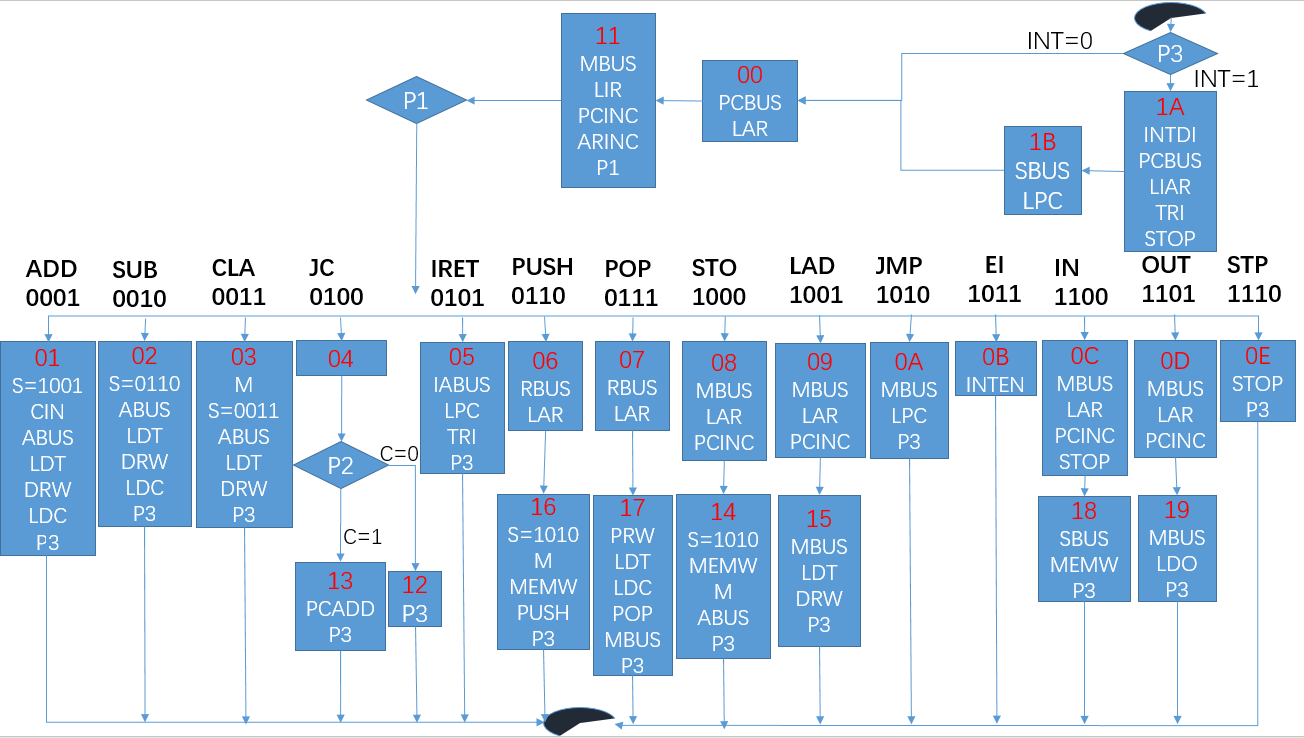 INT=0
P3
INT=1
11
MBUS
LIR
PCINC
ARINC
P1
00
PCBUS
LAR
P1
1A
INTDI
PCBUS
LIAR
TRI
STOP
1B
SBUS
LPC
ADD
0001
SUB
0010
CLA
0011
JC
0100
IRET
0101
PUSH
0110
POP
0111
STO
1000
LAD
1001
JMP
1010
EI
1011
IN
1100
OUT
1101
STP
1110
01
S=1001
CIN
ABUS
LDT
DRW
LDC
P3
02
S=0110
ABUS
LDT
DRW
LDC
P3
03
M
S=0011
ABUS
LDT
DRW
P3
04
P2
C=0
C=1
13
PCADD
P3
12
P3
05
IABUS
LPC
TRI
P3
06
RBUS
LAR
16
S=1010
M
MEMW
PUSH
P3
07
RBUS
LAR
17
PRW
LDT
LDC
POP
MBUS
P3
08
MBUS
LAR
PCINC
14
S=1010
MEMW
M
ABUS
P3
09
MBUS
LAR
PCINC
15
MBUS
LDT
DRW
P3
0A
MBUS
LPC
P3
0B
INTEN
0C
MBUS
LAR
PCINC
STOP
18
SBUS
MEMW
P3
0D
MBUS
LAR
PCINC
19
MBUS
LDO
P3
0E
STOP
P3